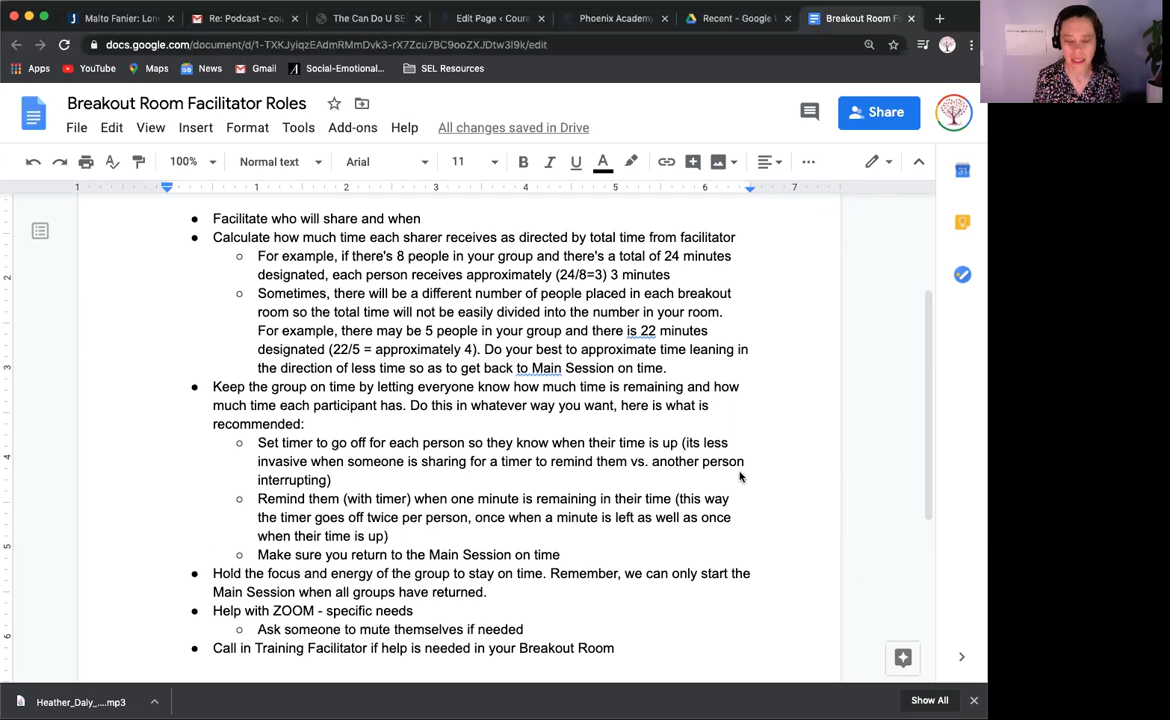 Malto Fanier: Lon
Re: Podcast - cou
The Can Do U SE
Edit Page ‹ Coura
Phoenix Academy
Recent - Google
Breakout Room F
docs.google.com/document/d/1-TXKJyiqzEAdmRMmDvk3-rX7Zcu7BC9ooZXJDtw3I9k/edit
Apps
YouTube
Maps
News
Gmail
Social-Emotional...
SEL Resources
Breakout Room Facilitator Roles
File Edit View Insert Format Tools Add-ons Help All changes saved in Drive
Share
100% Normal text Arial 11 B I U A
1 1 2 3 4 5 6 7
● Facilitate who will share and when
● Calculate how much time each sharer receives as directed by total time from facilitator
○ For example, if there's 8 people in your group and there's a total of 24 minutes
designated, each person receives approximately (24/8=3) 3 minutes
○ Sometimes, there will be a different number of people placed in each breakout
room so the total time will not be easily divided into the number in your room.
For example, there may be 5 people in your group and there is 22 minutes
designated (22/5 = approximately 4). Do your best to approximate time leaning in
the direction of less time so as to get back to Main Session on time.
● Keep the group on time by letting everyone know how much time is remaining and how
much time each participant has. Do this in whatever way you want, here is what is
recommended:
○ Set timer to go off for each person so they know when their time is up (its less
invasive when someone is sharing for a timer to remind them vs. another person
interrupting)
○ Remind them (with timer) when one minute is remaining in their time (this way
the timer goes off twice per person, once when a minute is left as well as once
when their time is up)
○ Make sure you return to the Main Session on time
● Hold the focus and energy of the group to stay on time. Remember, we can only start the
Main Session when all groups have returned.
● Help with ZOOM - specific needs
○ Ask someone to mute themselves if needed
● Call in Training Facilitator if help is needed in your Breakout Room
2
3
4
5
6
Heather_Daly_....mp3
Show All